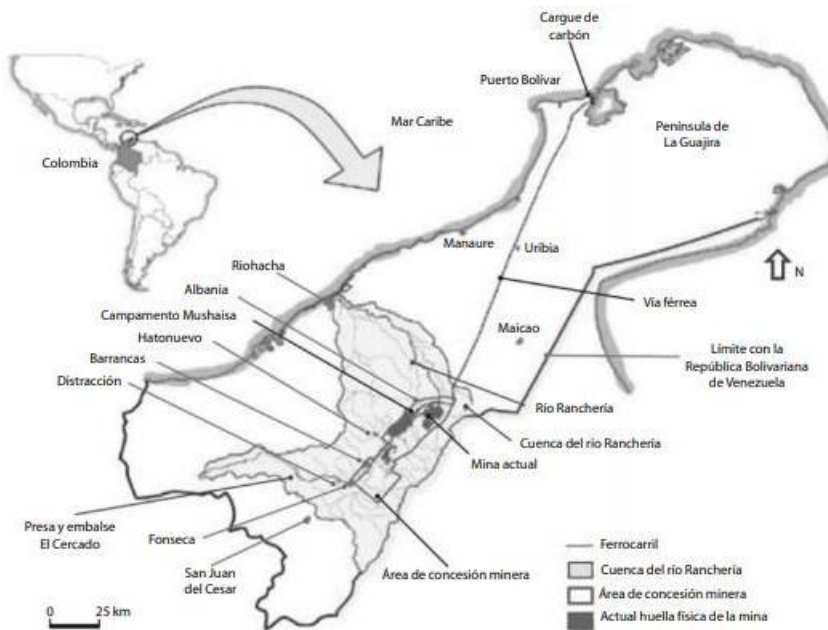 Cargue de
carbón
Puerto Bolívar
Mar Caribe
Península de
La Guajira
Colombia
Manaure
Uribia
N
Riohacha
Albania
Vía férrea
Campamento Mushaisa
Maicao
Hatonuevo
Límite con la
República Bolivariana
de Venezuela
Barrancas
Distracción
Río Ranchería
Cuenca del río Ranchería
Mina actual
Presa y embalse
El Cercado
Fonseca
San Juan
del Cesar
Área de concesión minera
Ferrocarril
Cuenca del río Ranchería
Área de concesión minera
Actual huella física de la mina
0 25 km